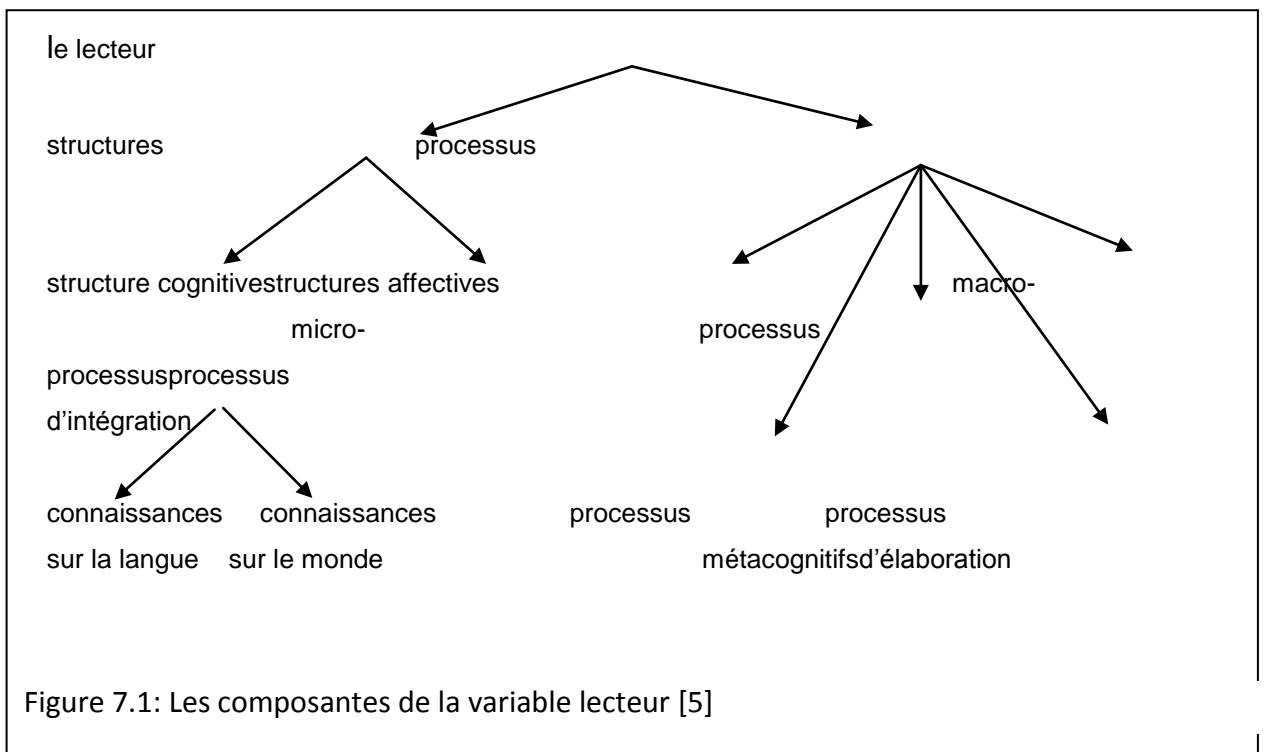 le lecteur
structures processus
structure cognitivestructures affectives macro-
micro- processus
processusprocessus
d'intégration
connaissances connaissances processus processus
sur la langue sur le monde métacognitifsd'élaboration
Figure 7.1: Les composantes de la variable lecteur [5]